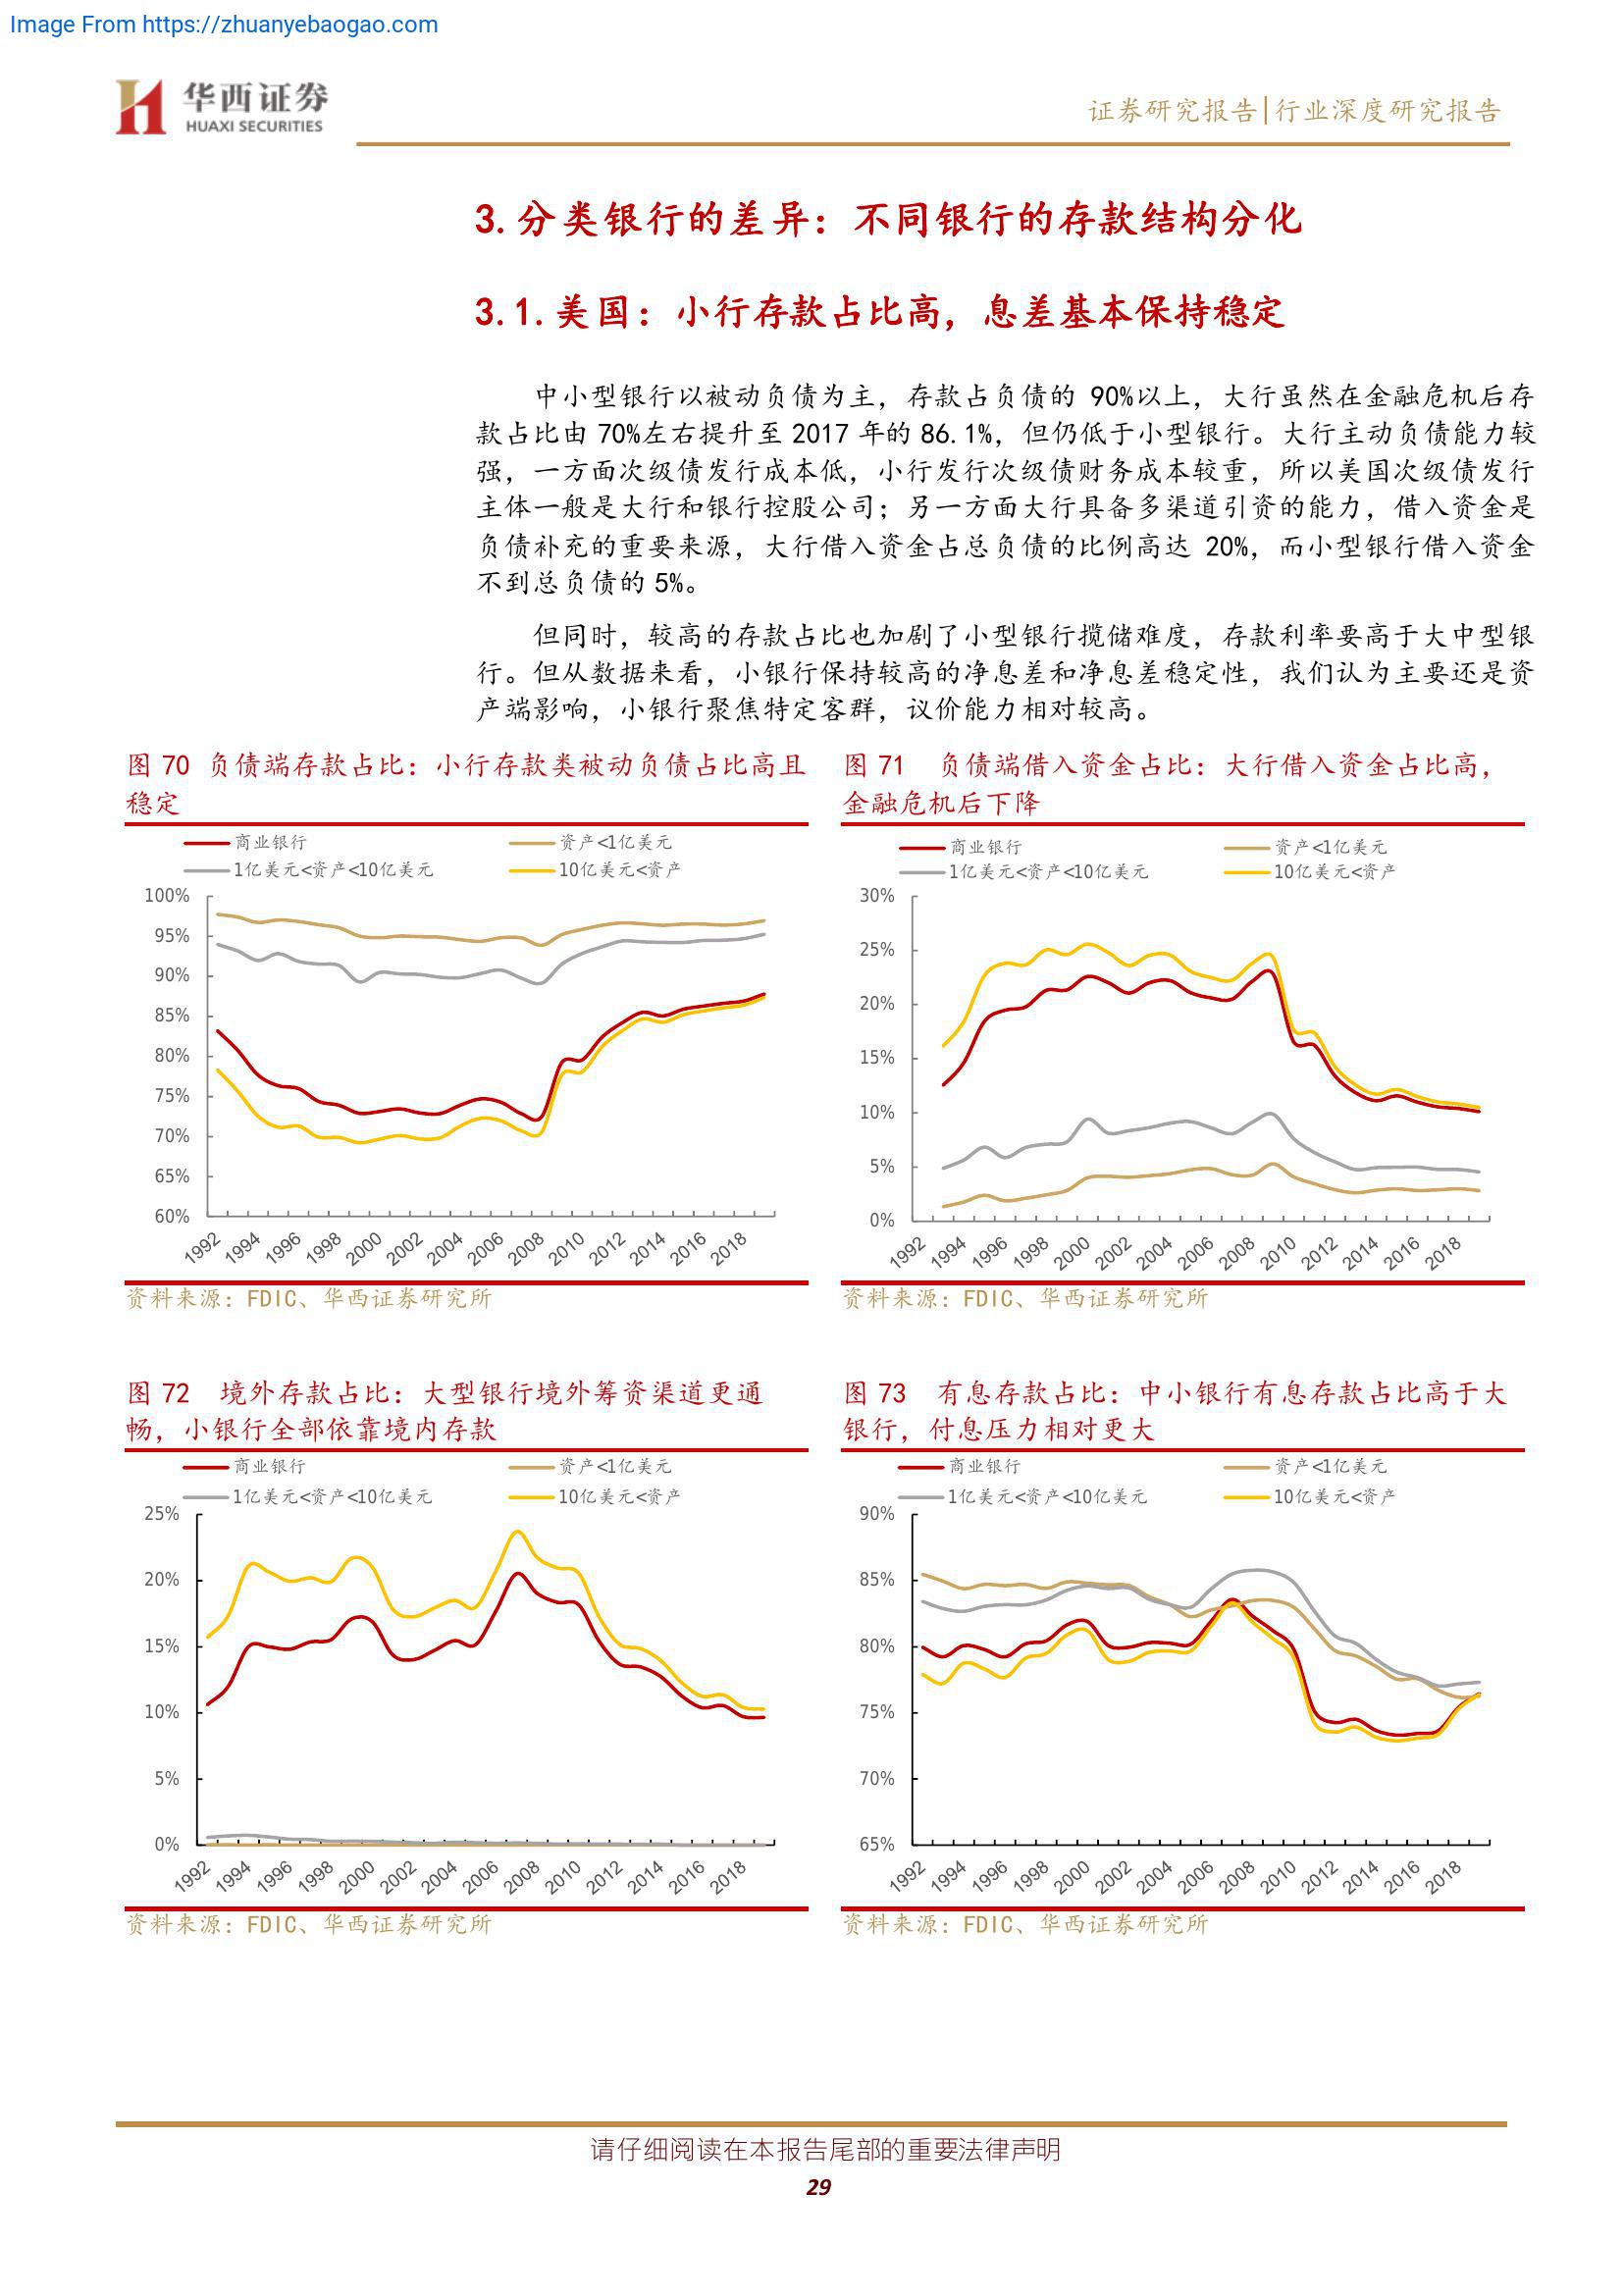 Image From https://zhuanyebaogao.com
华西证券
HUAXI SECURITIES
证券研究报告|行业深度研究报告
3.分类银行的差异：不同银行的存款结构分化
3.1.美国：小行存款占比高，息差基本保持稳定
中小型银行以被动负债为主，存款占负债的 90%以上，大行虽然在金融危机后存
款占比由 70%左右提升至 2017 年的 86.1%，但仍低于小型银行。大行主动负债能力较
强，一方面次级债发行成本低，小行发行次级债财务成本较重，所以美国次级债发行
主体一般是大行和银行控股公司；另一方面大行具备多渠道引资的能力，借入资金是
负债补充的重要来源，大行借入资金占总负债的比例高达 20%，而小型银行借入资金
不到总负债的 5%。
但同时，较高的存款占比也加剧了小型银行揽储难度，存款利率要高于大中型银
行。但从数据来看，小银行保持较高的净息差和净息差稳定性，我们认为主要还是资
产端影响，小银行聚焦特定客群，议价能力相对较高。
图 70 负债端存款占比：小行存款类被动负债占比高且
稳定
商业银行
资产<1亿美元
1亿美元<资产<10亿美元
10亿美元<资产
100%
95%
90%
85%
80%
75%
70%
65%
60%
1992 1994 1996 1998 2000 2002 2004 2006 2008 2010 2012 2014 2016 2018
资料来源：FDIC、华西证券研究所
图 71 负债端借入资金占比：大行借入资金占比高，
金融危机后下降
商业银行
资产<1亿美元
1亿美元<资产<10亿美元
10亿美元<资产
30%
25%
20%
15%
10%
5%
0%
1992 1994 1996 1998 2000 2002 2004 2006 2008 2010 2012 2014 2016 2018
资料来源：FDIC、华西证券研究所
图 72 境外存款占比：大型银行境外筹资渠道更通
畅，小银行全部依靠境内存款
商业银行
资产<1亿美元
1亿美元<资产<10亿美元
10亿美元<资产
25%
20%
15%
10%
5%
0%
1992 1994 1996 1998 2000 2002 2004 2006 2008 2010 2012 2014 2016 2018
资料来源：FDIC、华西证券研究所
图 73 有息存款占比：中小银行有息存款占比高于大
银行，付息压力相对更大
商业银行
资产<1亿美元
1亿美元<资产<10亿美元
10亿美元<资产
90%
85%
80%
75%
70%
65%
1992 1994 1996 1998 2000 2002 2004 2006 2008 2010 2012 2014 2016 2018
资料来源：FDIC、华西证券研究所
请仔细阅读在本报告尾部的重要法律声明
29